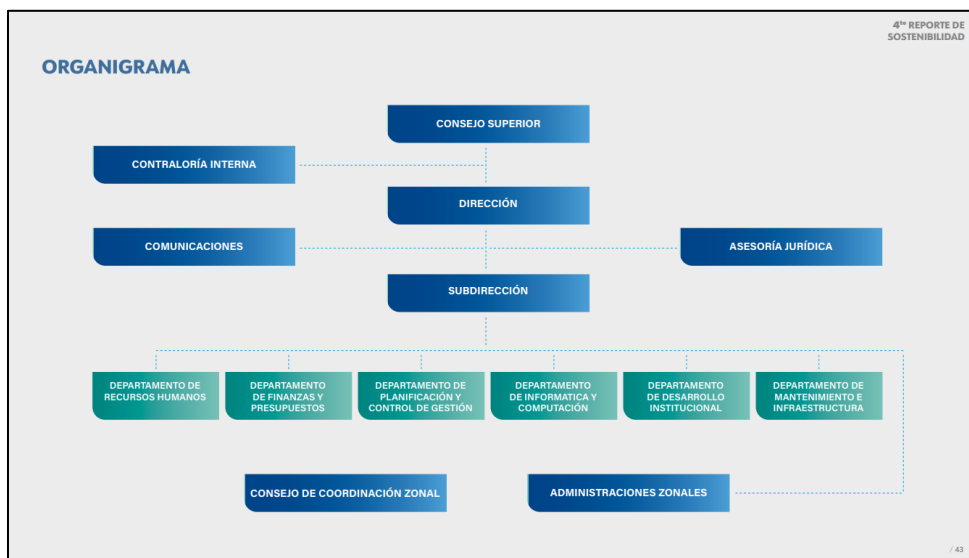 4to REPORTE DE
SOSTENIBILIDAD
ORGANIGRAMA
CONSEJO SUPERIOR
CONTRALORÍA INTERNA
DIRECCIÓN
COMUNICACIONES
ASESORÍA JURÍDICA
SUBDIRECCIÓN
DEPARTAMENTO DE
RECURSOS HUMANOS
DEPARTAMENTO
DE FINANZAS Y
PRESUPUESTOS
DEPARTAMENTO DE
PLANIFICACIÓN Y
CONTROL DE GESTIÓN
DEPARTAMENTO
DE INFORMATICA Y
COMPUTACIÓN
DEPARTAMENTO
DE DESARROLLO
INSTITUCIONAL
DEPARTAMENTO DE
MANTENIMIENTO E
INFRAESTRUCTURA
CONSEJO DE COORDINACIÓN ZONAL
ADMINISTRACIONES ZONALES
/ 43